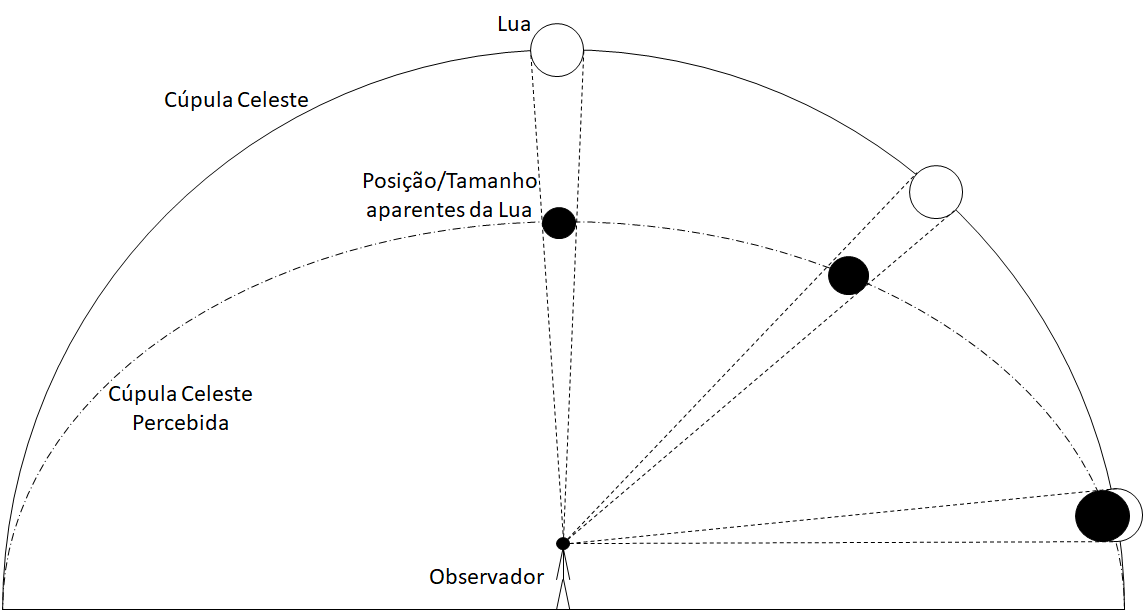 Lua
Cúpula Celeste
Posição/Tamanho
aparentes da Lua
Cúpula Celeste
Percebida
Observador